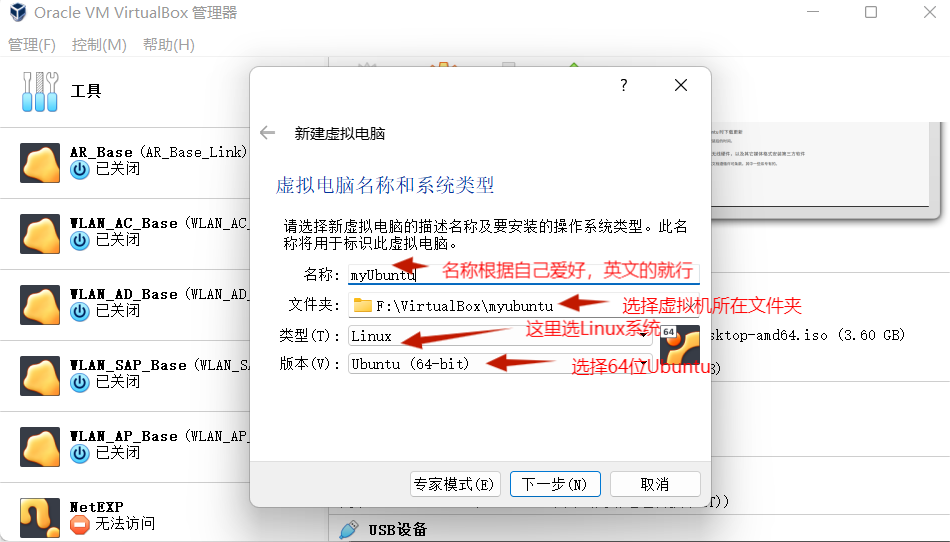 Oracle VM VirtualBox 管理器
管理(F) 控制(M) 帮助(H)
工具
AR_Base (AR_Base_Link)
已关闭
WLAN_AC_Base (WLAN_AC_
已关闭
WLAN_AD_Base (WLAN_AD_
已关闭
WLAN_SAP_Base (WLAN_SA
已关闭
WLAN_AP_Base (WLAN_AP_
已关闭
NetEXP
无法访问
?
新建虚拟电脑
虚拟电脑名称和系统类型
请选择新虚拟电脑的描述名称及要安装的操作系统类型。此名
称将用于标识此虚拟电脑。
名称: myUbuntu
名称根据自己爱好，英文的就行
文件夹: F:\VirtualBox\myubuntu
选择虚拟机所在文件夹
类型(T): Linux
这里选Linux系统
64
版本(V): Ubuntu (64-bit)
选择64位Ubuntu
专家模式(E) 下一步(N) 取消
sktop-amd64.iso (3.60 GB)
USB设备